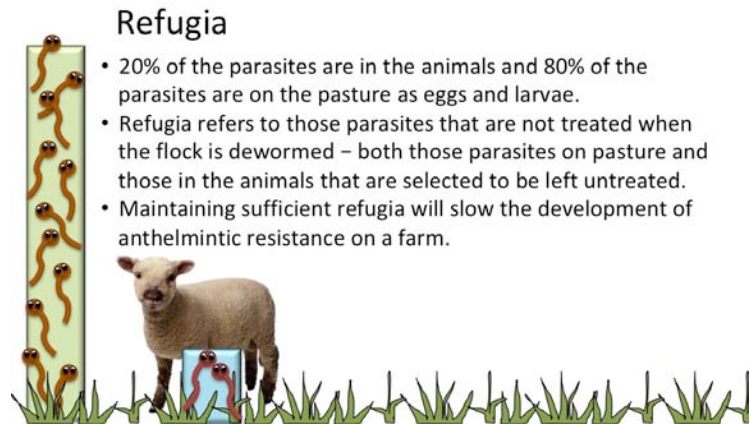 Refugia
• 20% of the parasites are in the animals and 80% of the
parasites are on the pasture as eggs and larvae.
• Refugia refers to those parasites that are not treated when
the flock is dewormed – both those parasites on pasture and
those in the animals that are selected to be left untreated.
• Maintaining sufficient refugia will slow the development of
anthelmintic resistance on a farm.